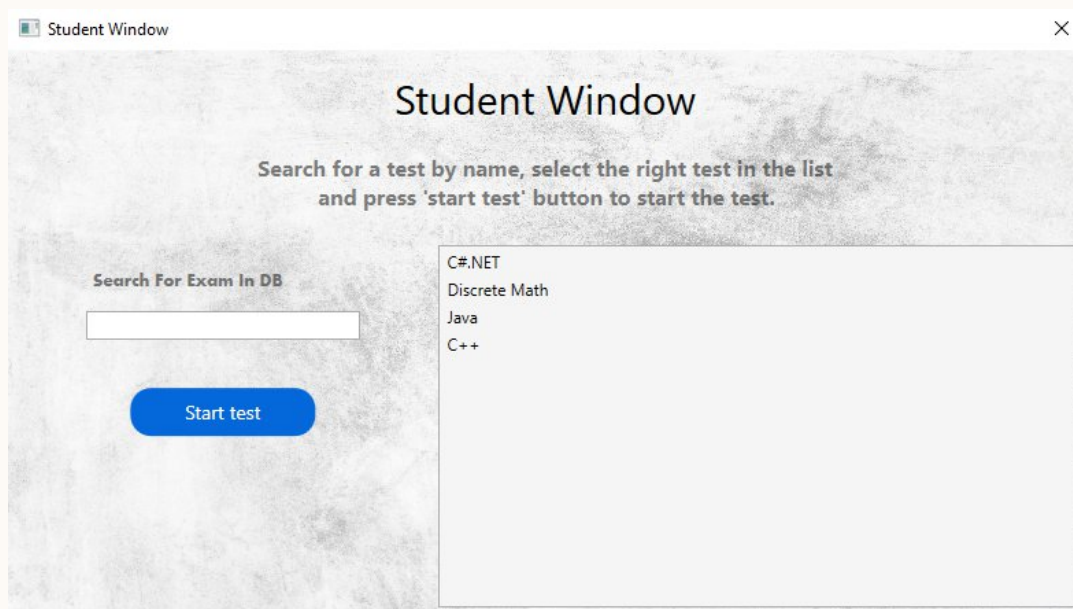 Student Window
Student Window
Search for a test by name, select the right test in the list
and press 'start test' button to start the test.
Search For Exam In DB
Start test
C#.NET
Discrete Math
Java
C++